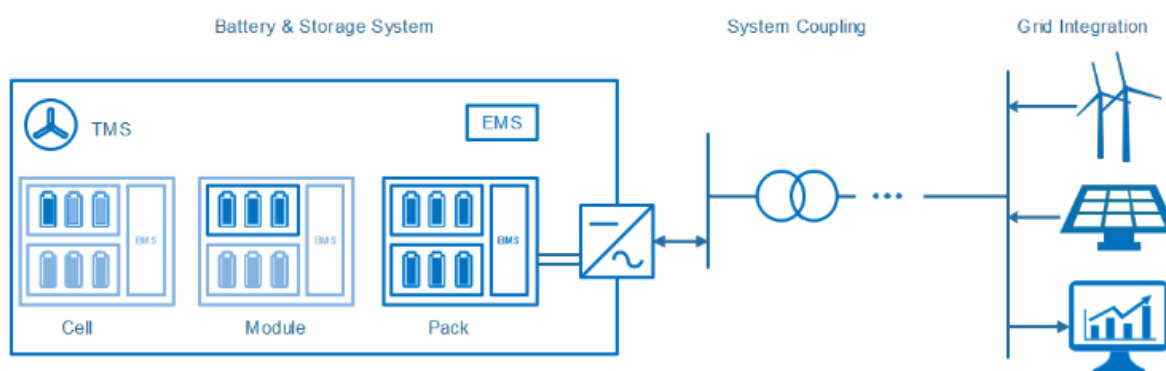 Battery & Storage System
System Coupling
Grid Integration
TMS
EMS
BMS
BMS
BMS
Cell
Module
Pack